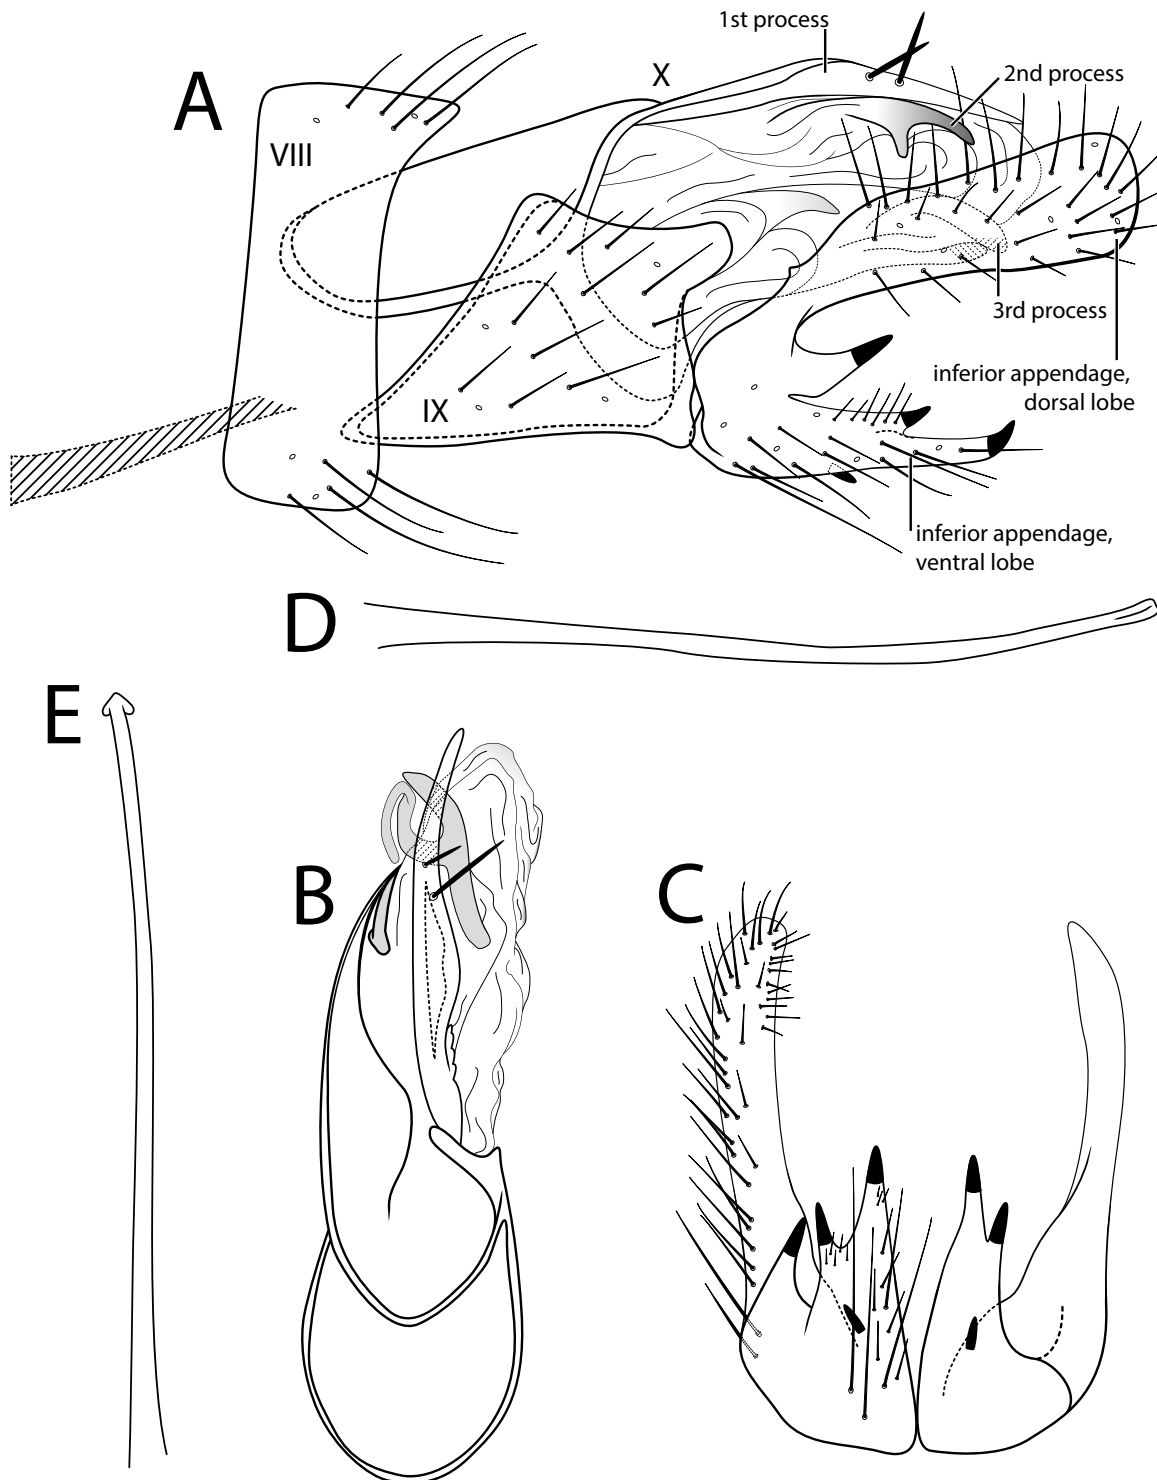 1st process
A
X
2nd process
VIII
3rd process
inferior appendage,
dorsal lobe
IX
inferior appendage,
ventral lobe
D
E
B
C